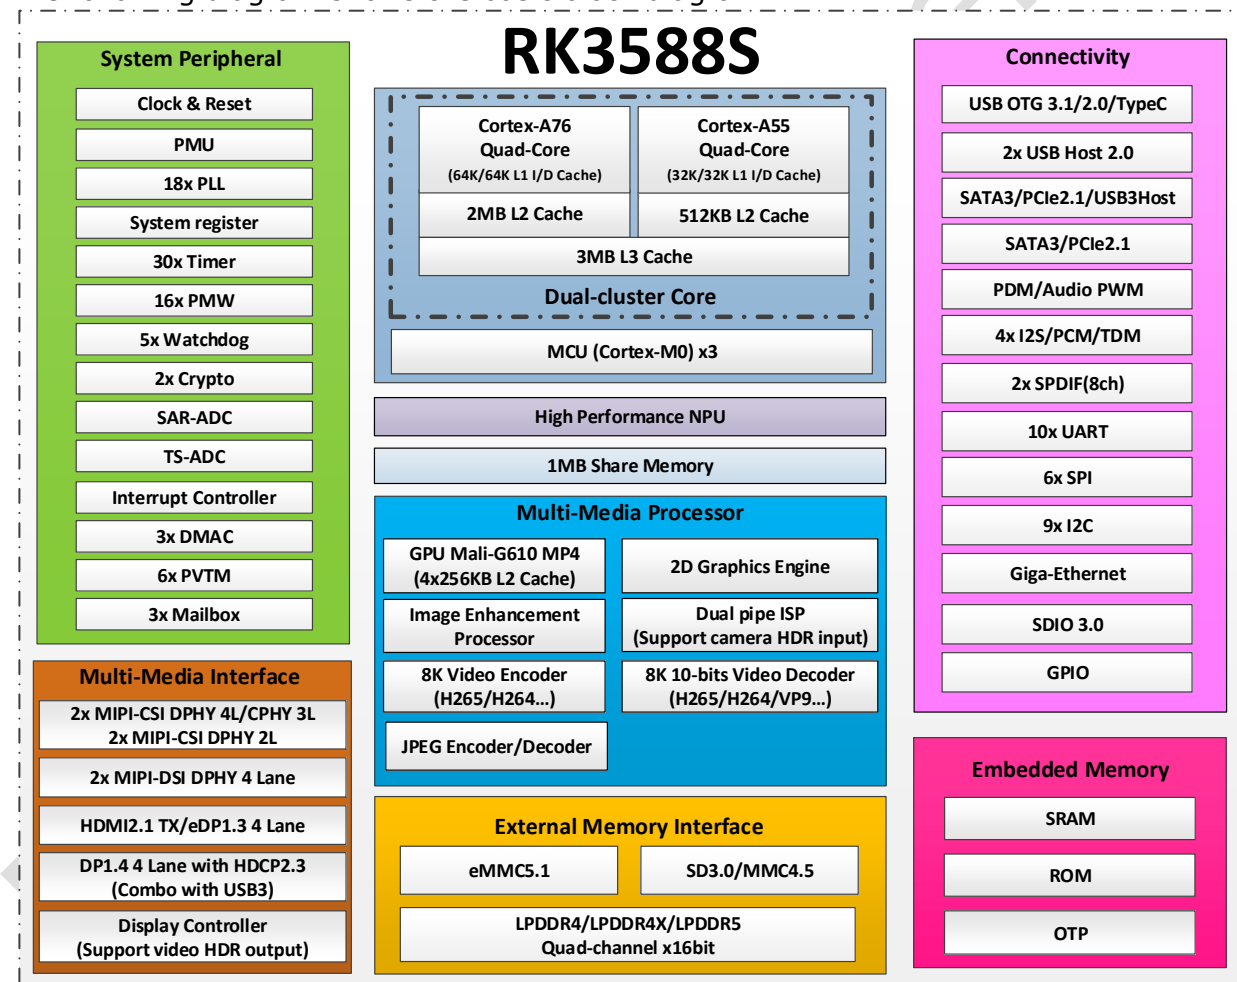 RK3588S
System Peripheral
Clock & Reset
PMU
18x PLL
System register
30x Timer
16x PMW
5x Watchdog
2x Crypto
SAR-ADC
TS-ADC
Interrupt Controller
3x DMAC
6x PVTM
3x Mailbox
Multi-Media Interface
2x MIPI-CSI DPHY 4L/CPHY 3L
2x MIPI-CSI DPHY 2L
2x MIPI-DSI DPHY 4 Lane
HDMI2.1 TX/eDP1.3 4 Lane
DP1.4 4 Lane with HDCP2.3
(Combo with USB3)
Display Controller
(Support video HDR output)
Cortex-A76
Quad-Core
(64K/64K L1 I/D Cache)
2MB L2 Cache
Cortex-A55
Quad-Core
(32K/32K L1 I/D Cache)
512KB L2 Cache
3MB L3 Cache
Dual-cluster Core
MCU (Cortex-M0) x3
High Performance NPU
1MB Share Memory
Multi-Media Processor
GPU Mali-G610 MP4
(4x256KB L2 Cache)
2D Graphics Engine
Image Enhancement
Processor
Dual pipe ISP
(Support camera HDR input)
8K Video Encoder
(H265/H264...)
8K 10-bits Video Decoder
(H265/H264/VP9...)
JPEG Encoder/Decoder
External Memory Interface
eMMC5.1
SD3.0/MMC4.5
LPDDR4/LPDDR4X/LPDDR5
Quad-channel x16bit
Connectivity
USB OTG 3.1/2.0/TypeC
2x USB Host 2.0
SATA3/PCIe2.1/USB3Host
SATA3/PCIe2.1
PDM/Audio PWM
4x I2S/PCM/TDM
2x SPDIF(8ch)
10x UART
6x SPI
9x I2C
Giga-Ethernet
SDIO 3.0
GPIO
Embedded Memory
SRAM
ROM
OTP